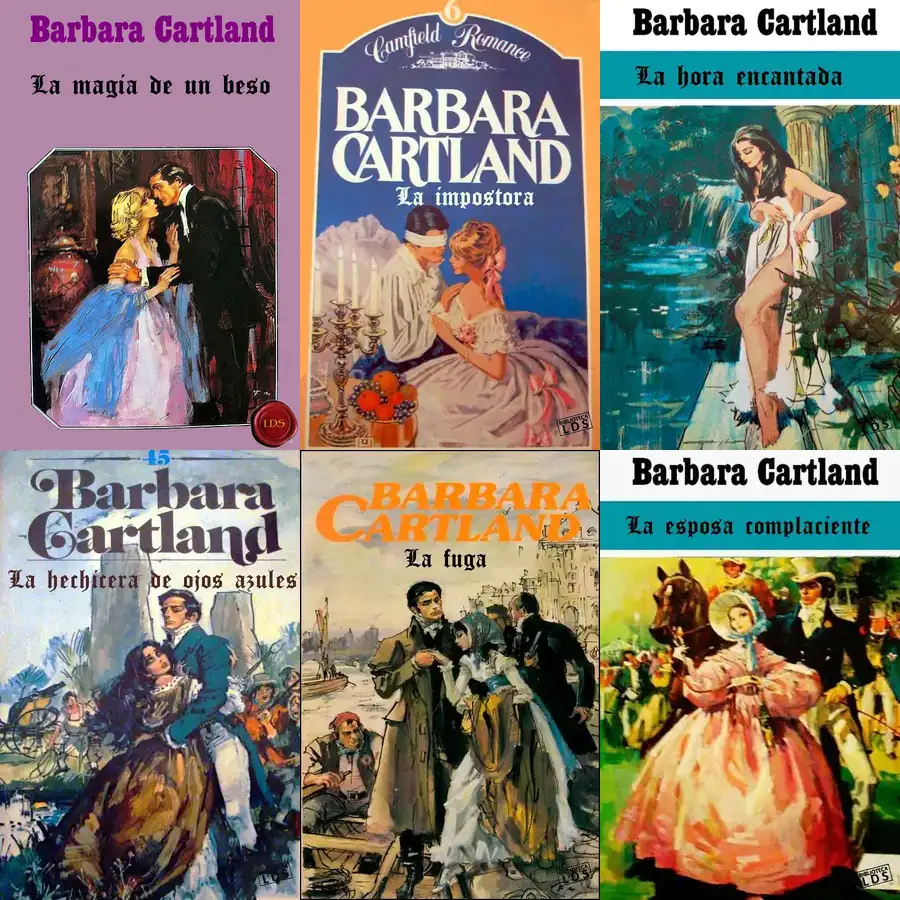 Barbara Cartland
La magia de un beso
LDS
6
Camfield Romance
BARBARA
CARTLAND
La impostora
BIBLIOTECA
LDS
Barbara Cartland
La hora encantada
LDS
45
Barbara
Cartland
La hechicera de ojos azules
LDS
BARBARA
CARTLAND
La fuga
LDS
Barbara Cartland
La esposa complaciente
BIBLIOTECA
LDS